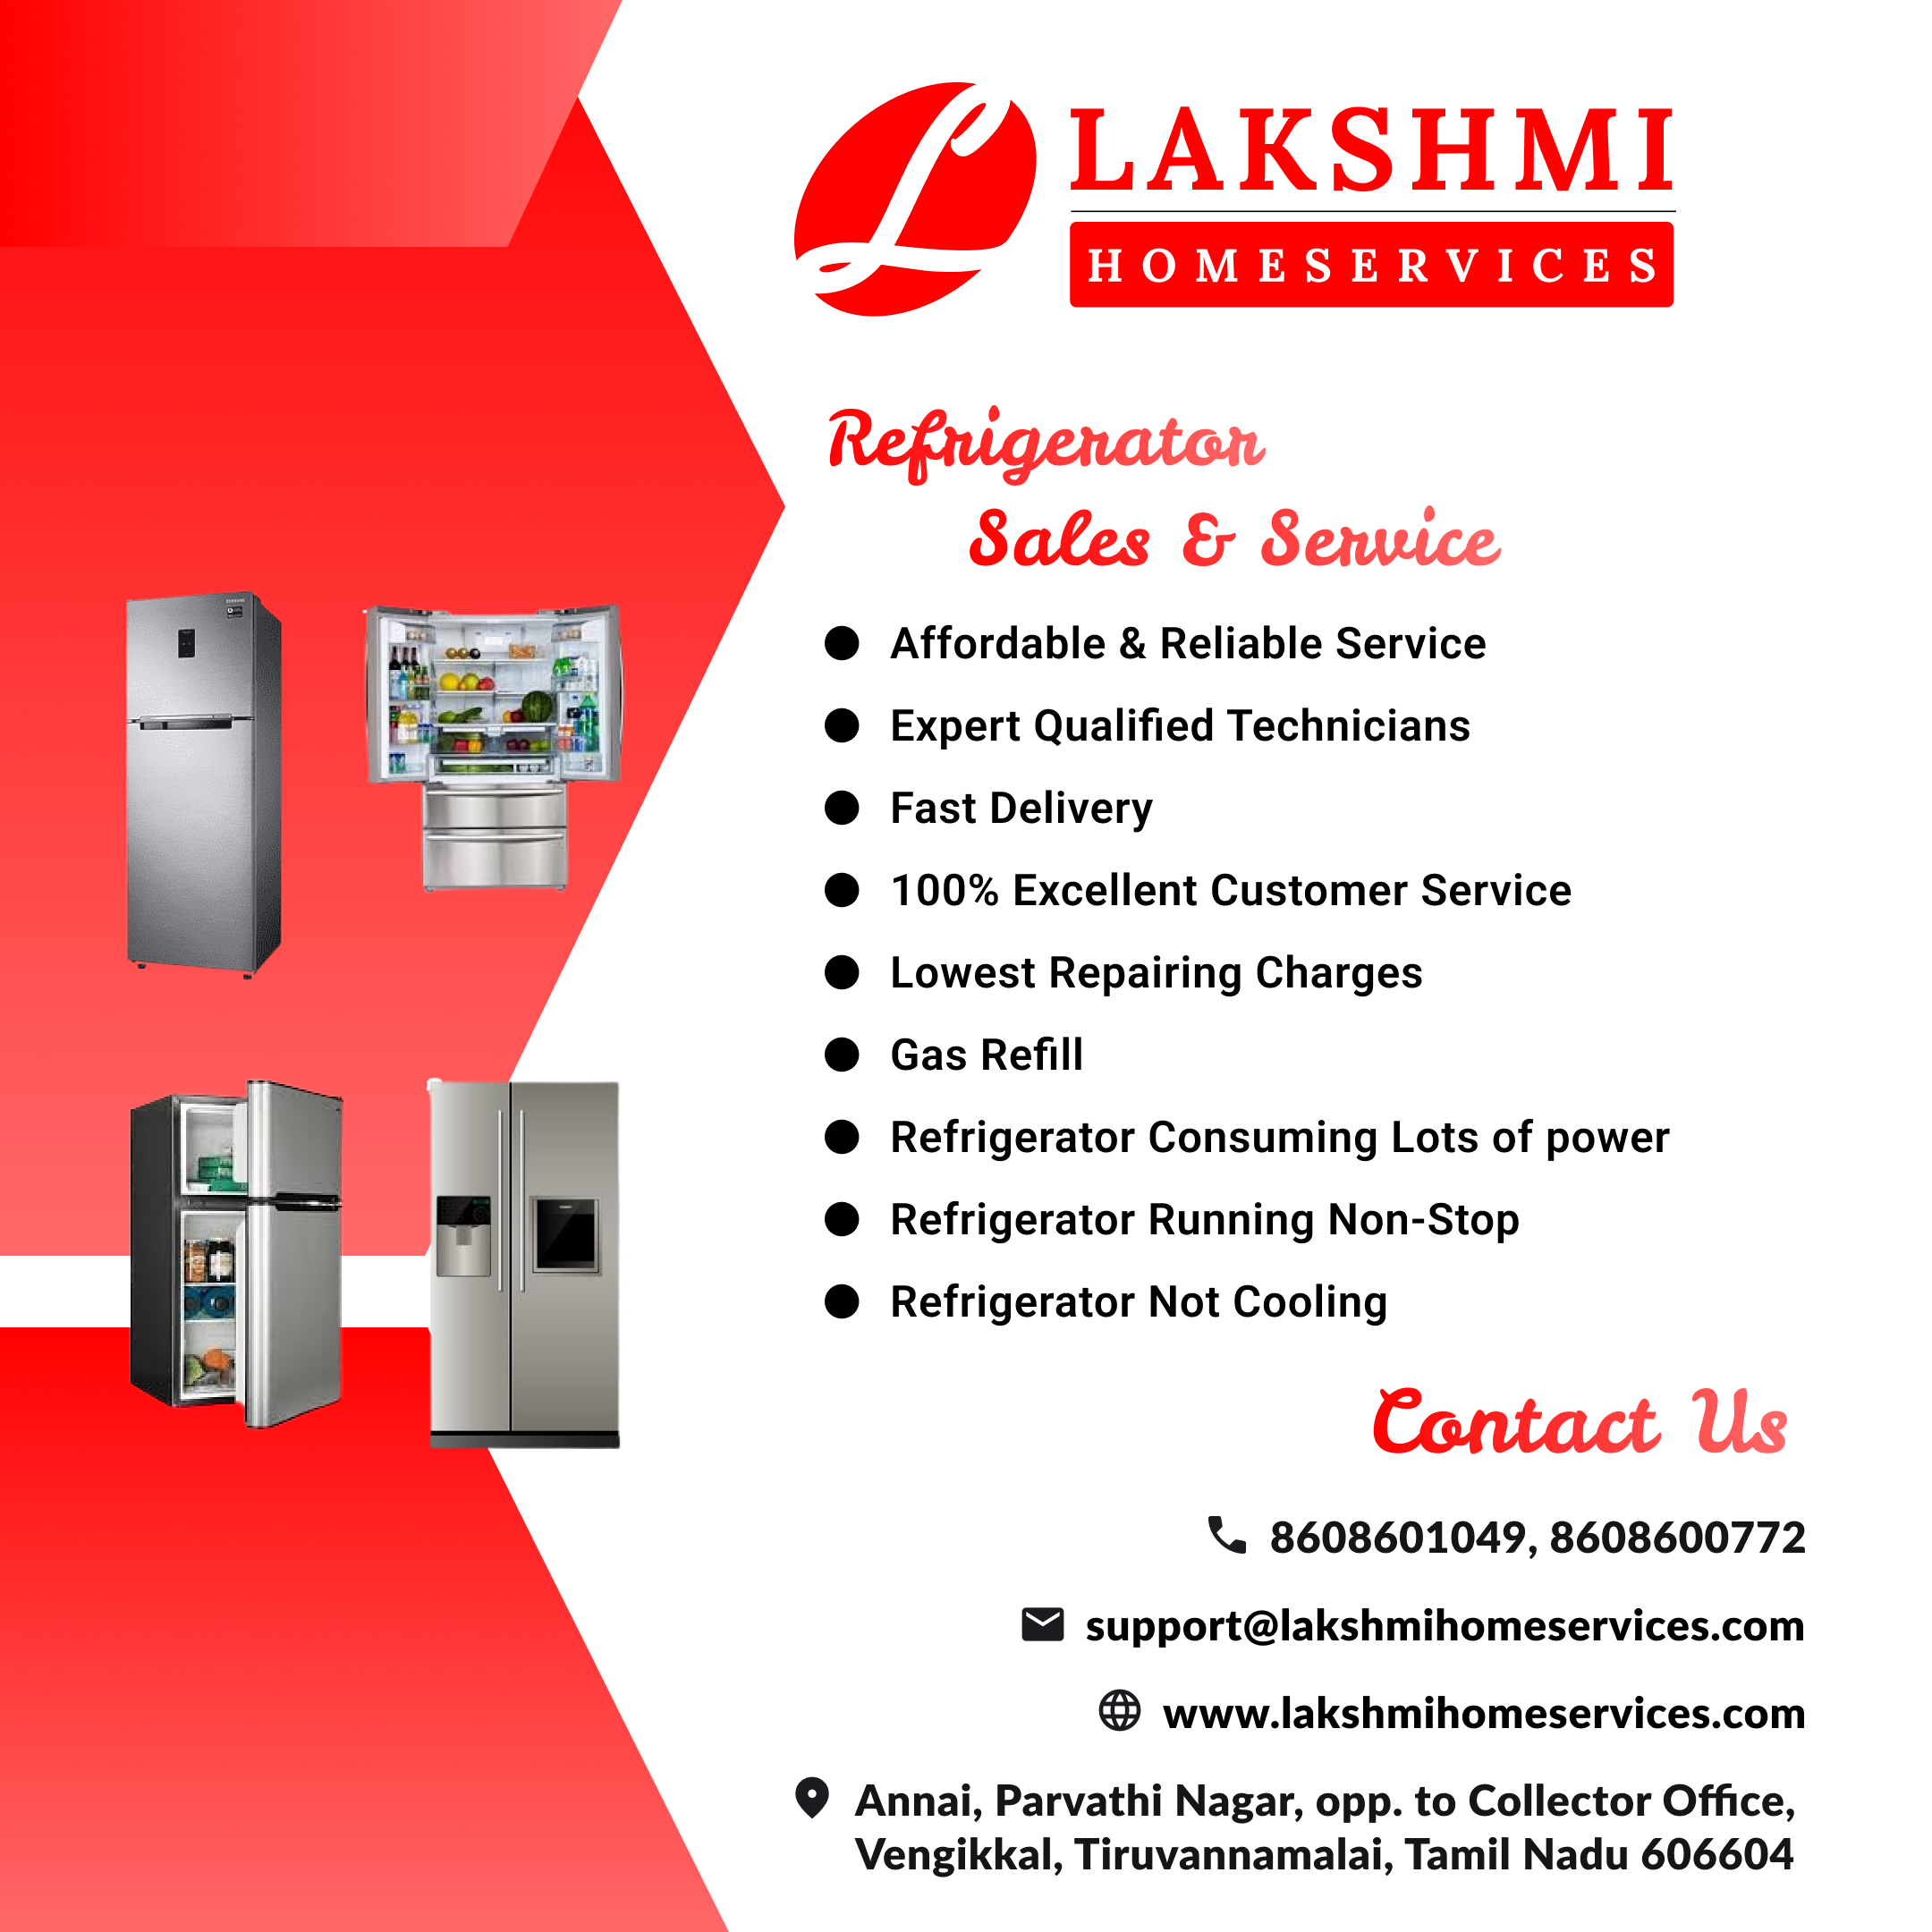 LAKSHMI
HOMESERVICES
Refrigerator
Sales & Service
● Affordable & Reliable Service
● Expert Qualified Technicians
● Fast Delivery
● 100% Excellent Customer Service
● Lowest Repairing Charges
● Gas Refill
● Refrigerator Consuming Lots of power
● Refrigerator Running Non-Stop
● Refrigerator Not Cooling
Contact Us
8608601049, 8608600772
support@lakshmihomeservices.com
www.lakshmihomeservices.com
Annai, Parvathi Nagar, opp. to Collector Office,
Vengikkal, Tiruvannamalai, Tamil Nadu 606604